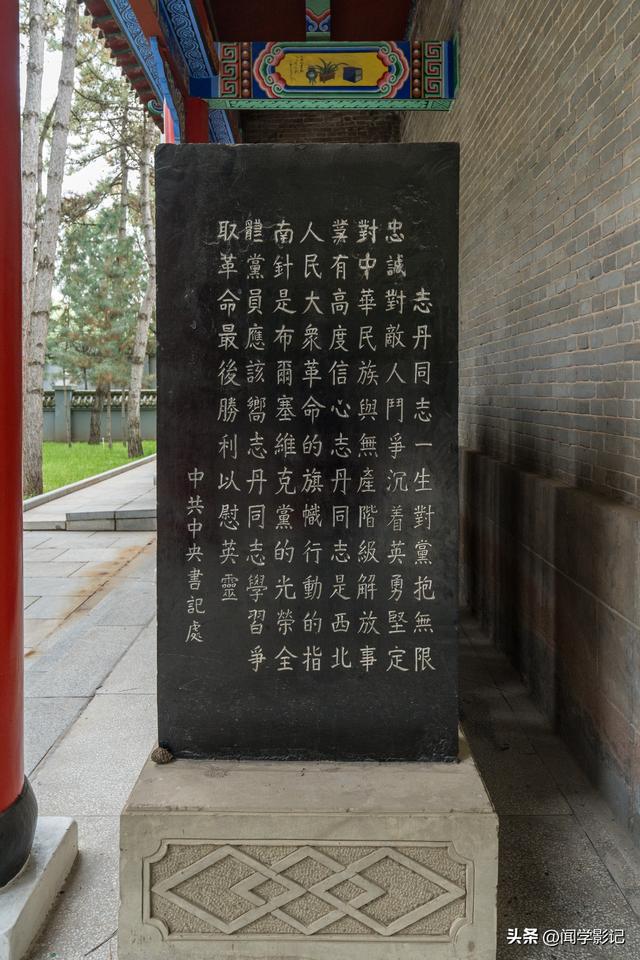 志丹同志一生對黨抱無限
忠誠對敵人鬥爭沉着英勇堅定
對中華民族與無產階級解放事
業有高度信心志丹同志是西北
人民大衆革命的旗幟行動的指
南針是布爾塞維克黨的光榮全
體黨員應該嚮志丹同志學習爭
取革命最後勝利以慰英靈
中共中央書記處
头条 @闻学影记